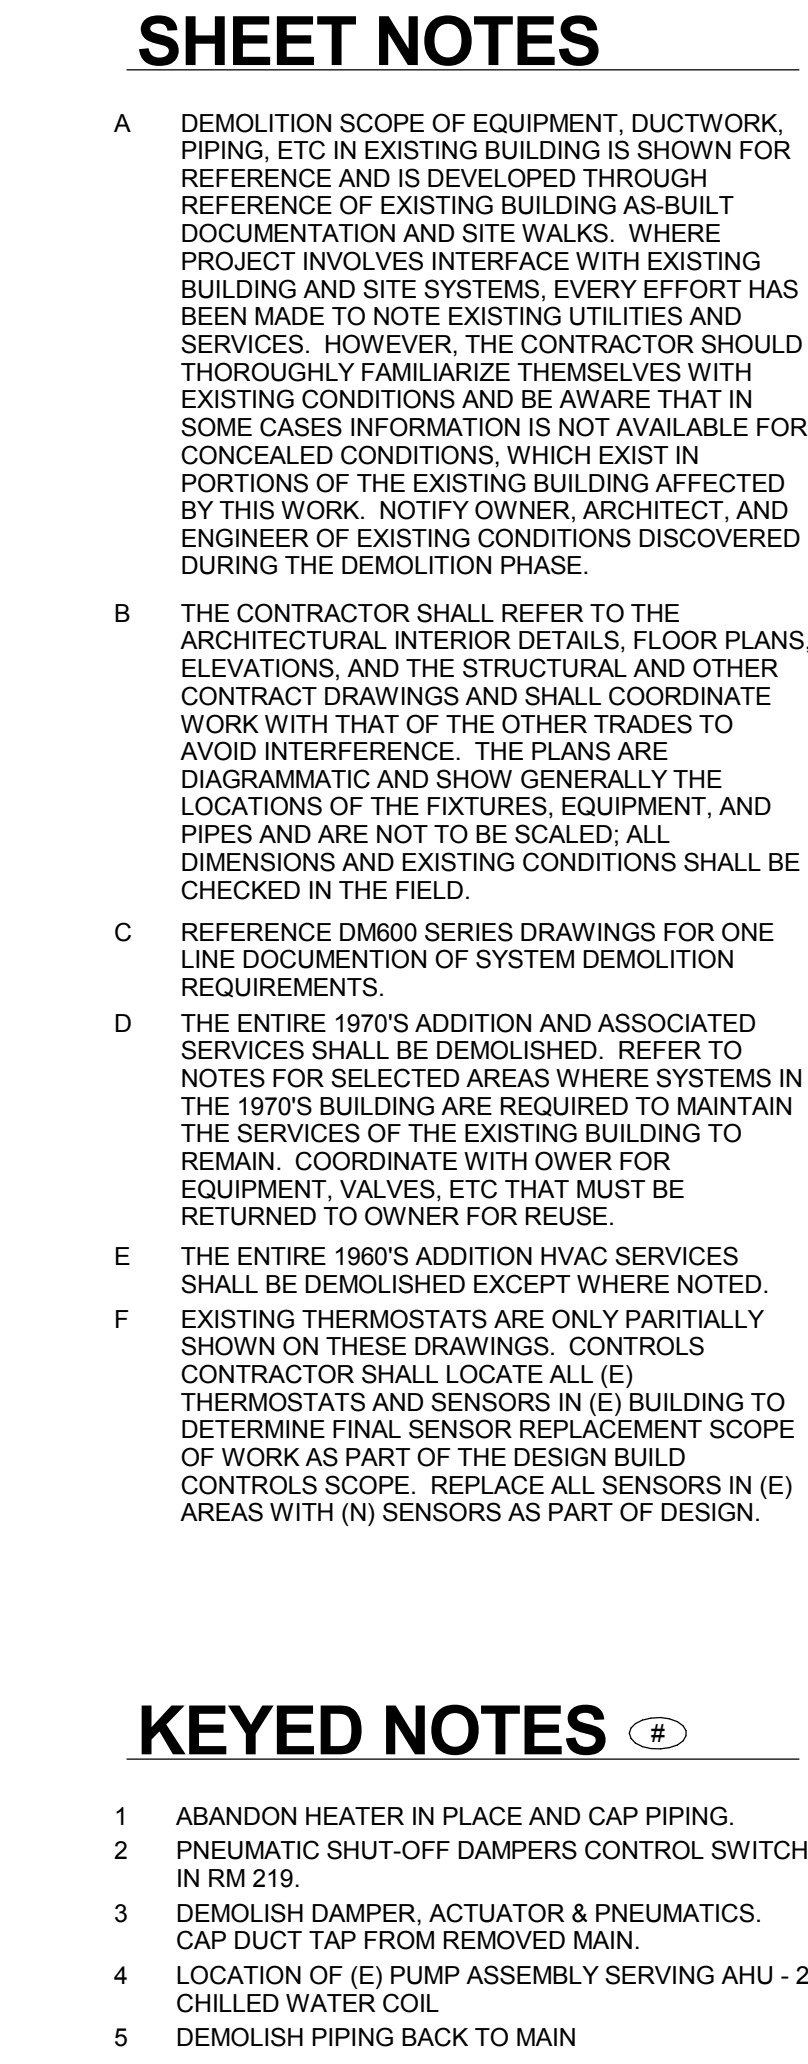 SHEET NOTES
A DEMOLITION SCOPE OF EQUIPMENT, DUCTWORK,
PIPING, ETC IN EXISTING BUILDING IS SHOWN FOR
REFERENCE AND IS DEVELOPED THROUGH
REFERENCE OF EXISTING BUILDING AS-BUILT
DOCUMENTATION AND SITE WALKS.  WHERE
PROJECT INVOLVES INTERFACE WITH EXISTING
BUILDING AND SITE SYSTEMS, EVERY EFFORT HAS
BEEN MADE TO NOTE EXISTING UTILITIES AND
SERVICES.  HOWEVER, THE CONTRACTOR SHOULD
THOROUGHLY FAMILIARIZE THEMSELVES WITH
EXISTING CONDITIONS AND BE AWARE THAT IN
SOME CASES INFORMATION IS NOT AVAILABLE FOR
CONCEALED CONDITIONS, WHICH EXIST IN
PORTIONS OF THE EXISTING BUILDING AFFECTED
BY THIS WORK.  NOTIFY OWNER, ARCHITECT, AND
ENGINEER OF EXISTING CONDITIONS DISCOVERED
DURING THE DEMOLITION PHASE.
B THE CONTRACTOR SHALL REFER TO THE
ARCHITECTURAL INTERIOR DETAILS, FLOOR PLANS,
ELEVATIONS, AND THE STRUCTURAL AND OTHER
CONTRACT DRAWINGS AND SHALL COORDINATE
WORK WITH THAT OF THE OTHER TRADES TO
AVOID INTERFERENCE.  THE PLANS ARE
DIAGRAMMATIC AND SHOW GENERALLY THE
LOCATIONS OF THE FIXTURES, EQUIPMENT, AND
PIPES AND ARE NOT TO BE SCALED; ALL
DIMENSIONS AND EXISTING CONDITIONS SHALL BE
CHECKED IN THE FIELD.
C REFERENCE DM600 SERIES DRAWINGS FOR ONE
LINE DOCUMENTION OF SYSTEM DEMOLITION
REQUIREMENTS.
D THE ENTIRE 1970'S ADDITION AND ASSOCIATED
SERVICES SHALL BE DEMOLISHED.  REFER TO
NOTES FOR SELECTED AREAS WHERE SYSTEMS IN
THE 1970'S BUILDING ARE REQUIRED TO MAINTAIN
THE SERVICES OF THE EXISTING BUILDING TO
REMAIN.  COORDINATE WITH OWER FOR
EQUIPMENT, VALVES, ETC THAT MUST BE
RETURNED TO OWNER FOR REUSE.
E THE ENTIRE 1960'S ADDITION HVAC SERVICES
SHALL BE DEMOLISHED EXCEPT WHERE NOTED.
F EXISTING THERMOSTATS ARE ONLY PARITIALLY
SHOWN ON THESE DRAWINGS.  CONTROLS
CONTRACTOR SHALL LOCATE ALL (E)
THERMOSTATS AND SENSORS IN (E) BUILDING TO
DETERMINE FINAL SENSOR REPLACEMENT SCOPE
OF WORK AS PART OF THE DESIGN BUILD
CONTROLS SCOPE.  REPLACE ALL SENSORS IN (E)
AREAS WITH (N) SENSORS AS PART OF DESIGN.
KEYED NOTES #
1 ABANDON HEATER IN PLACE AND CAP PIPING.
2 PNEUMATIC SHUT-OFF DAMPERS CONTROL SWITCH
IN RM 219.
3 DEMOLISH DAMPER, ACTUATOR & PNEUMATICS.
CAP DUCT TAP FROM REMOVED MAIN.
4 LOCATION OF (E) PUMP ASSEMBLY SERVING AHU - 2
CHILLED WATER COIL
5 DEMOLISH PIPING BACK TO MAIN